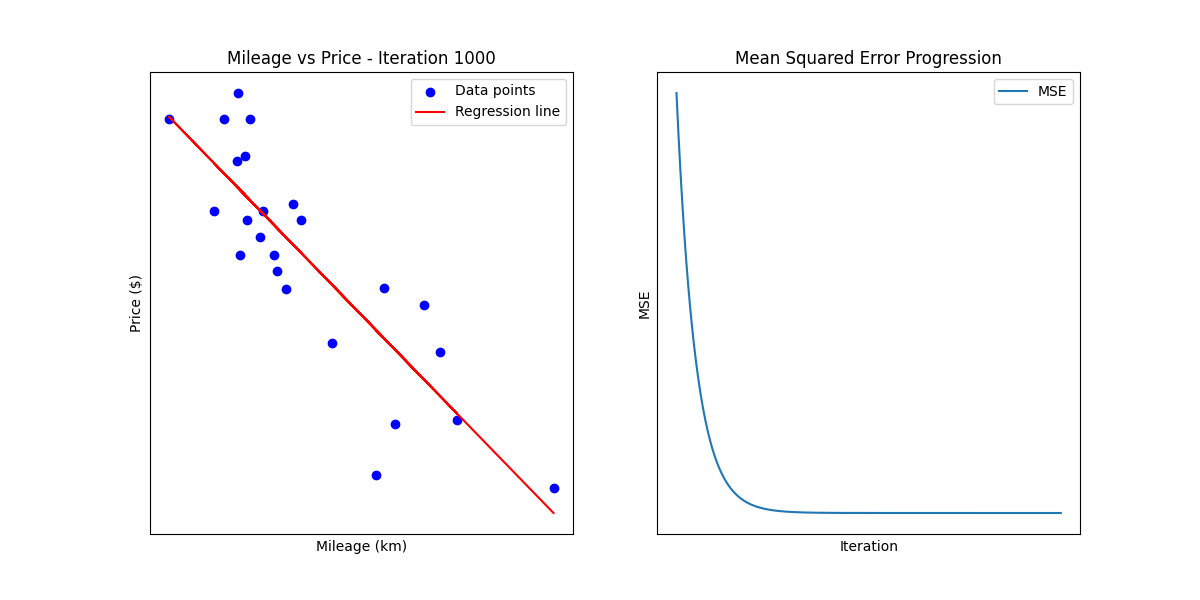 Mileage vs Price - Iteration 1000
Data points
Regression line
Price ($)
Mileage (km)
Mean Squared Error Progression
MSE
MSE
Iteration